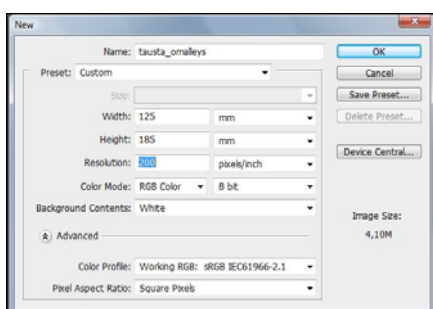 New
Name: tausta_omalleys
OK
Preset: Custom
Cancel
Size:
Save Preset...
Width: 125 mm
Delete Preset...
Height: 185 mm
Resolution: 200 pixels/inch
Device Central...
Color Mode: RGB Color 8 bit
Background Contents: White
Image Size:
Advanced
4,10M
Color Profile: Working RGB: sRGB IEC61966-2.1
Pixel Aspect Ratio: Square Pixels